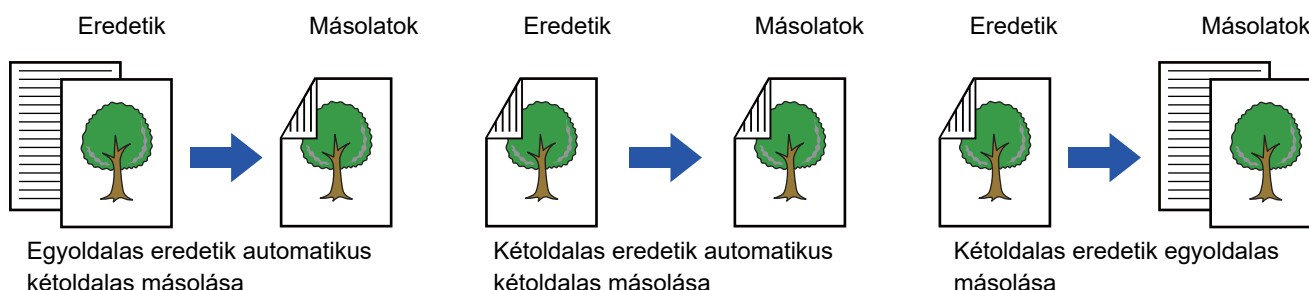 Eredetik
Másolatok
Eredetik
Másolatok
Eredetik
Másolatok
Egyoldalas eredetik automatikus
kétoldalas másolása
Kétoldalas eredetik automatikus
kétoldalas másolása
Kétoldalas eredetik egyoldalas
másolása